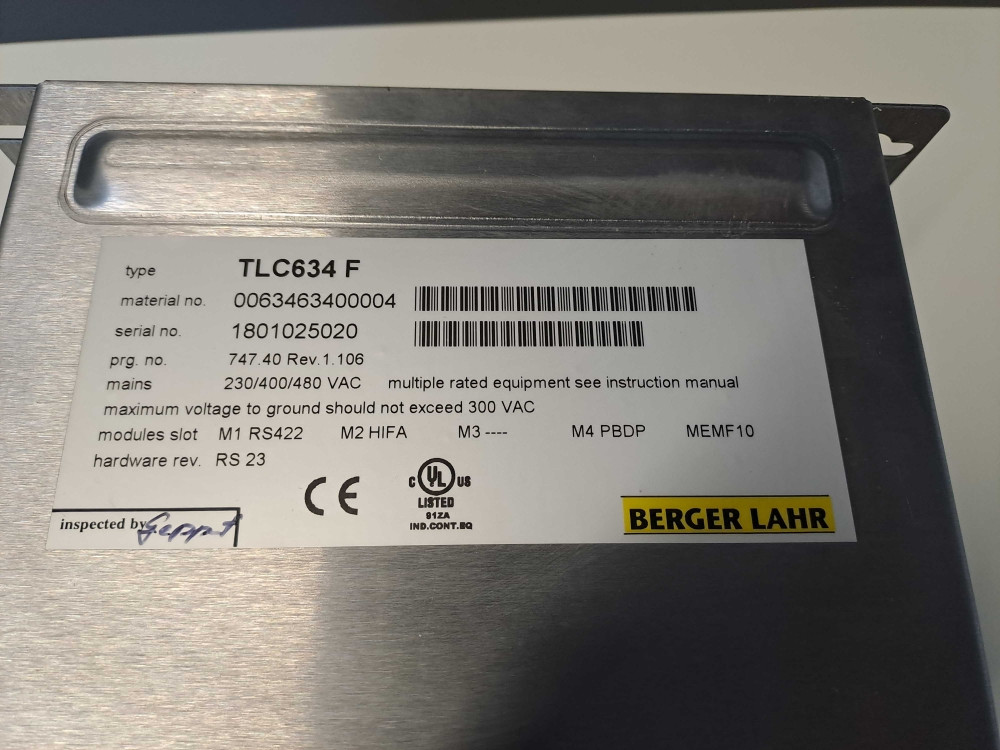 type TLC634 F
material no. 0063463400004
serial no. 1801025020
prg. no. 747.40 Rev.1.106
mains 230/400/480 VAC multiple rated equipment see instruction manual
maximum voltage to ground should not exceed 300 VAC
modules slot M1 RS422 M2 HIFA M3 ---- M4 PBDP MEMF10
hardware rev. RS 23
CE
C UL US
LISTED
91ZA
IND.CONT.EQ
inspected by Geppert
BERGER LAHR